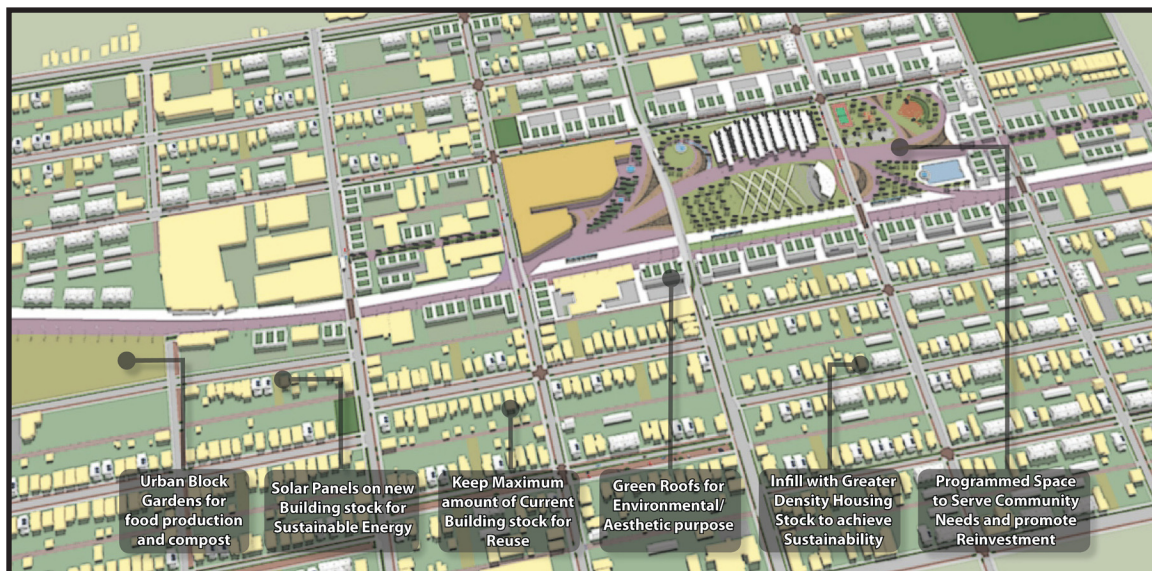 Urban Block
Gardens for
food production
and compost
Solar Panels on new
Building stock for
Sustainable Energy
Keep Maximum
amount of Current
Building stock for
Reuse
Green Roofs for
Environmental/
Aesthetic purpose
Infill with Greater
Density Housing
Stock to achieve
Sustainability
Programmed Space
to Serve Community
Needs and promote
Reinvestment